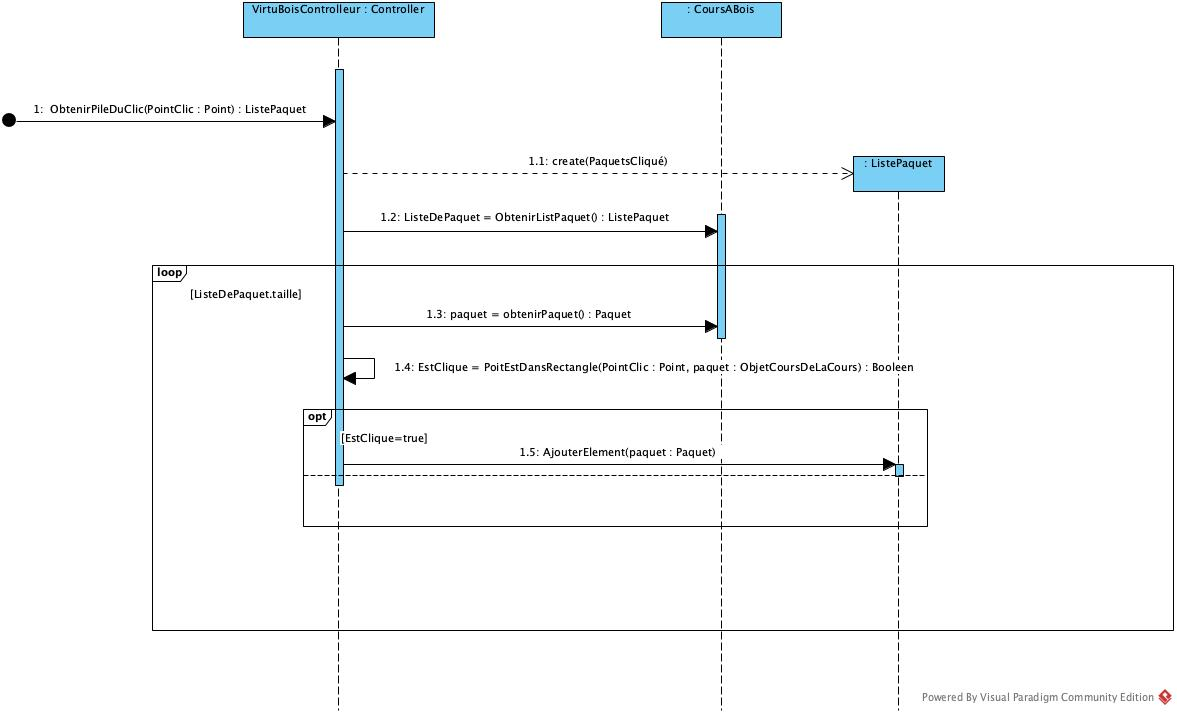 VirtuBoisControlleur : Controller
: CoursABois
1: ObtenirPileDuClic(PointClic : Point) : ListePaquet
1.1: create(PaquetsCliqué)
: ListePaquet
1.2: ListeDePaquet = ObtenirListPaquet() : ListePaquet
loop
[ListeDePaquet.taille]
1.3: paquet = obtenirPaquet() : Paquet
1.4: EstClique = PoitEstDansRectangle(PointClic : Point, paquet : ObjetCoursDeLaCours) : Booleen
opt
[EstClique=true]
1.5: AjouterElement(paquet : Paquet)
Powered By Visual Paradigm Community Edition